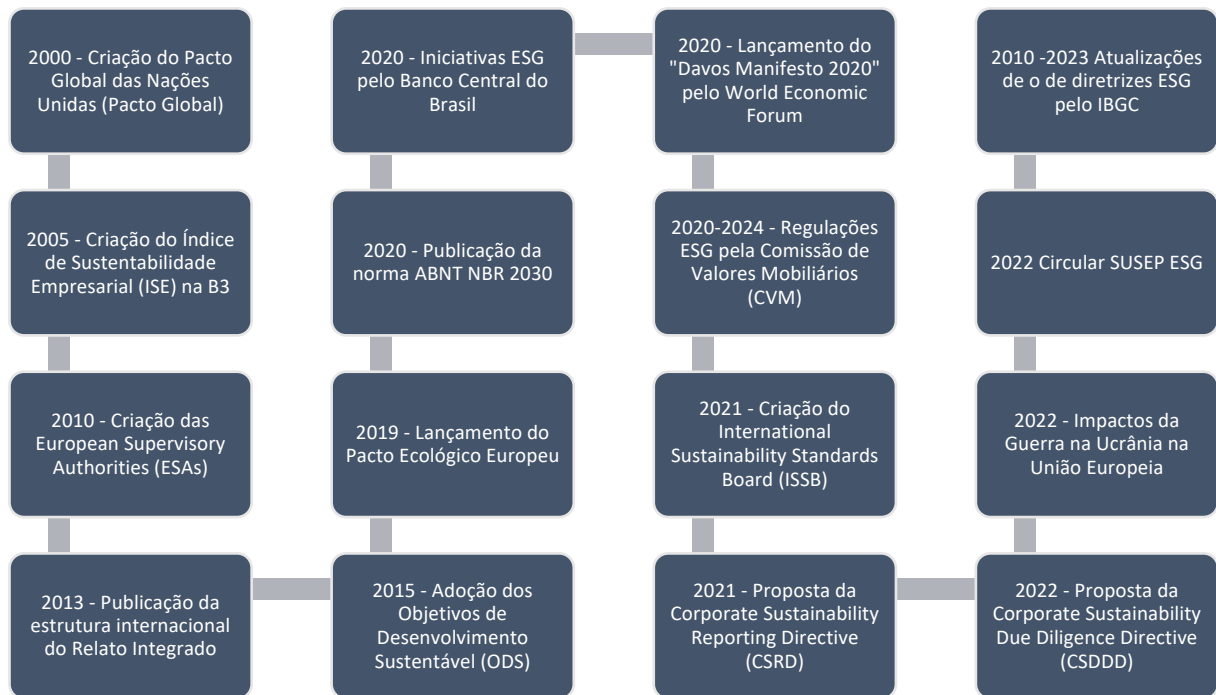 2000 - Criação do Pacto
Global das Nações
Unidas (Pacto Global)
2005 - Criação do Índice
de Sustentabilidade
Empresarial (ISE) na B3
2010 - Criação das
European Supervisory
Authorities (ESAs)
2013 - Publicação da
estrutura internacional
do Relato Integrado
2015 - Adoção dos
Objetivos de
Desenvolvimento
Sustentável (ODS)
2019 - Lançamento do
Pacto Ecológico Europeu
2020 - Publicação da
norma ABNT NBR 2030
2020 - Iniciativas ESG
pelo Banco Central do
Brasil
2020 - Lançamento do
"Davos Manifesto 2020"
pelo World Economic
Forum
2020-2024 - Regulações
ESG pela Comissão de
Valores Mobiliários
(CVM)
2021 - Criação do
International
Sustainability Standards
Board (ISSB)
2021 - Proposta da
Corporate Sustainability
Reporting Directive
(CSRD)
2022 - Proposta da
Corporate Sustainability
Due Diligence Directive
(CSDDD)
2022 - Impactos da
Guerra na Ucrânia na
União Europeia
2022 Circular SUSEP ESG
2010 -2023 Atualizações
de o de diretrizes ESG
pelo IBGC